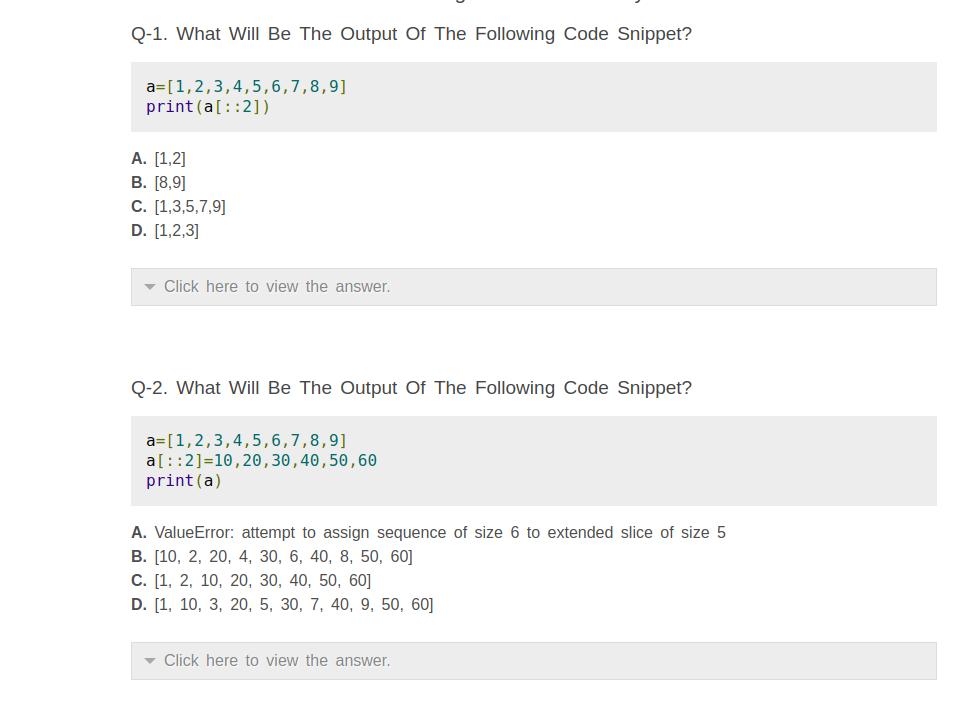 Q-1. What Will Be The Output Of The Following Code Snippet?
a=[1,2,3,4,5,6,7,8,9]
print(a[::2])
A. [1,2]
B. [8,9]
C. [1,3,5,7,9]
D. [1,2,3]
Click here to view the answer.
Q-2. What Will Be The Output Of The Following Code Snippet?
a=[1,2,3,4,5,6,7,8,9]
a[::2]=10,20,30,40,50,60
print(a)
A. ValueError: attempt to assign sequence of size 6 to extended slice of size 5
B. [10, 2, 20, 4, 30, 6, 40, 8, 50, 60]
C. [1, 2, 10, 20, 30, 40, 50, 60]
D. [1, 10, 3, 20, 5, 30, 7, 40, 9, 50, 60]
Click here to view the answer.